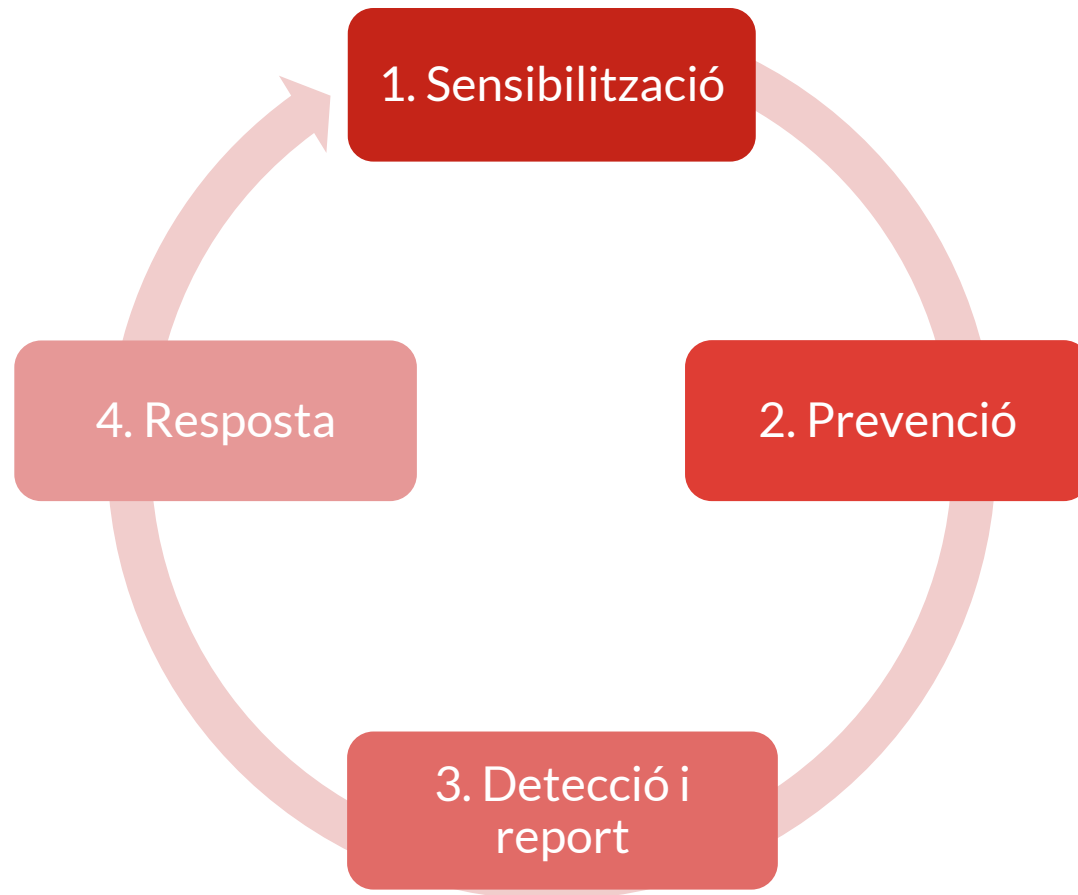 1. Sensibilització
2. Prevenció
3. Detecció i
report
4. Resposta